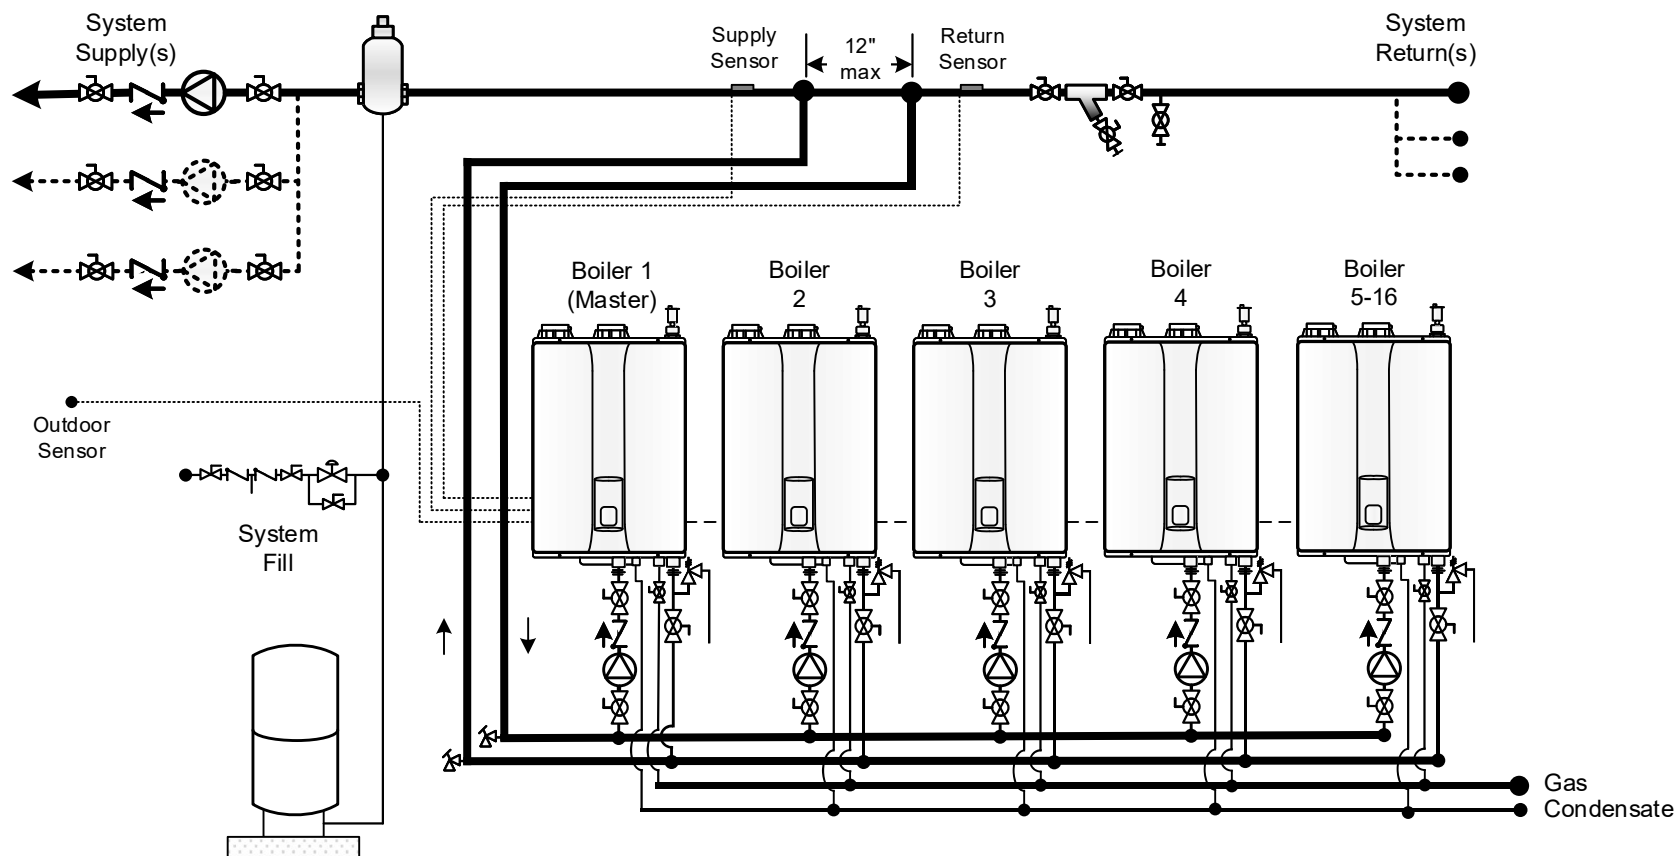 System
Supply(s)
Supply
Sensor
12"
max
Return
Sensor
System
Return(s)
Boiler 1
(Master)
Boiler
2
Boiler
3
Boiler
4
Boiler
5-16
Outdoor
Sensor
System
Fill
Gas
Condensate